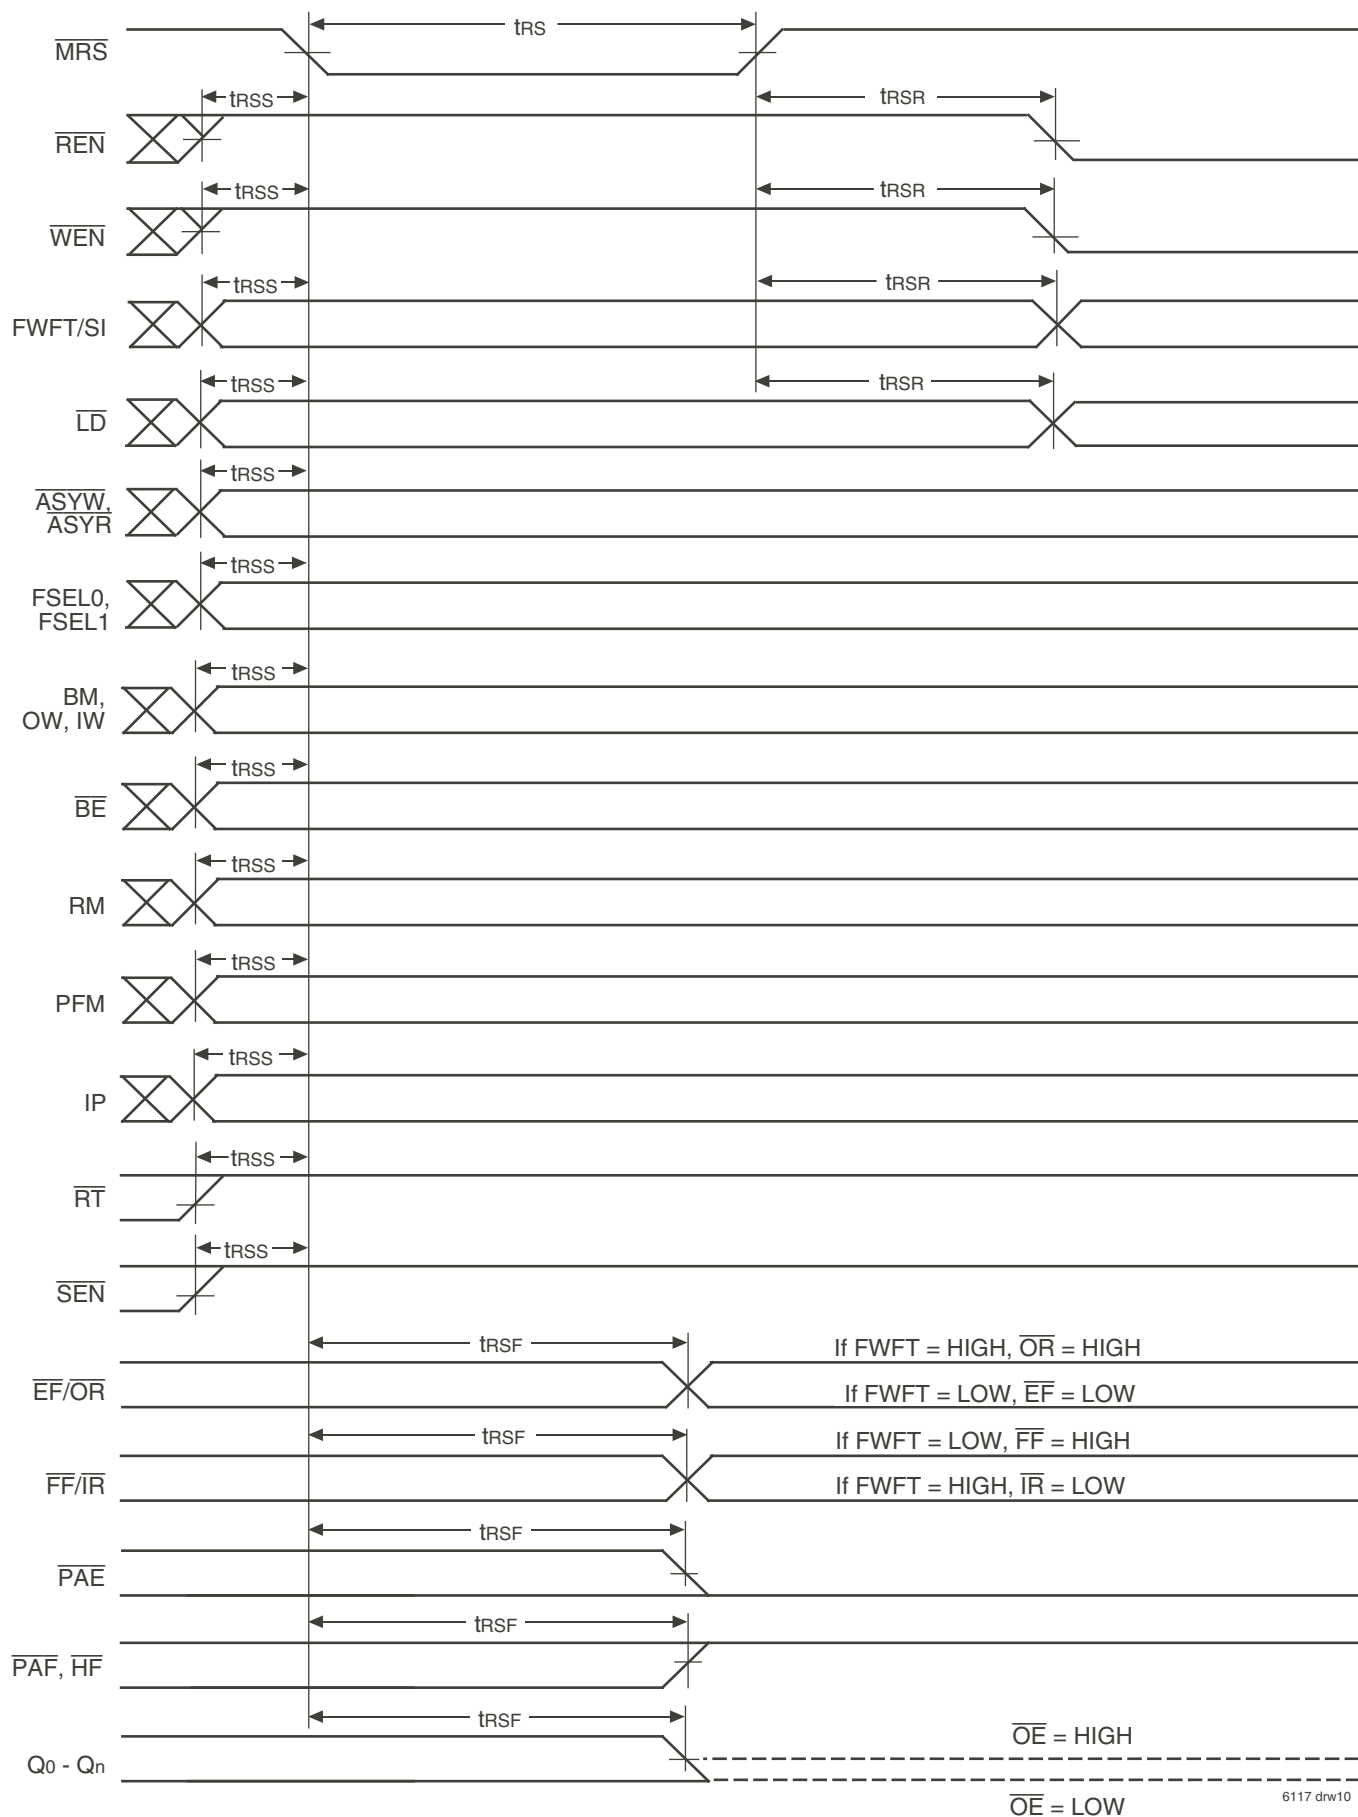 tRS
MRS
tRSS
tRSR
REN
tRSS
tRSR
WEN
tRSS
tRSR
FWFT/SI
tRSS
tRSR
LD
tRSS
ASYW,
ASYR
tRSS
FSEL0,
FSEL1
tRSS
BM,
OW, IW
tRSS
BE
tRSS
RM
tRSS
PFM
tRSS
IP
tRSS
RT
tRSS
SEN
tRSF
If FWFT = HIGH, OR = HIGH
EF/OR
If FWFT = LOW, EF = LOW
tRSF
If FWFT = LOW, FF = HIGH
FF/IR
If FWFT = HIGH, IR = LOW
tRSF
PAE
tRSF
PAF, HF
tRSF
OE = HIGH
Q0 - Qn
OE = LOW
6117 drw10